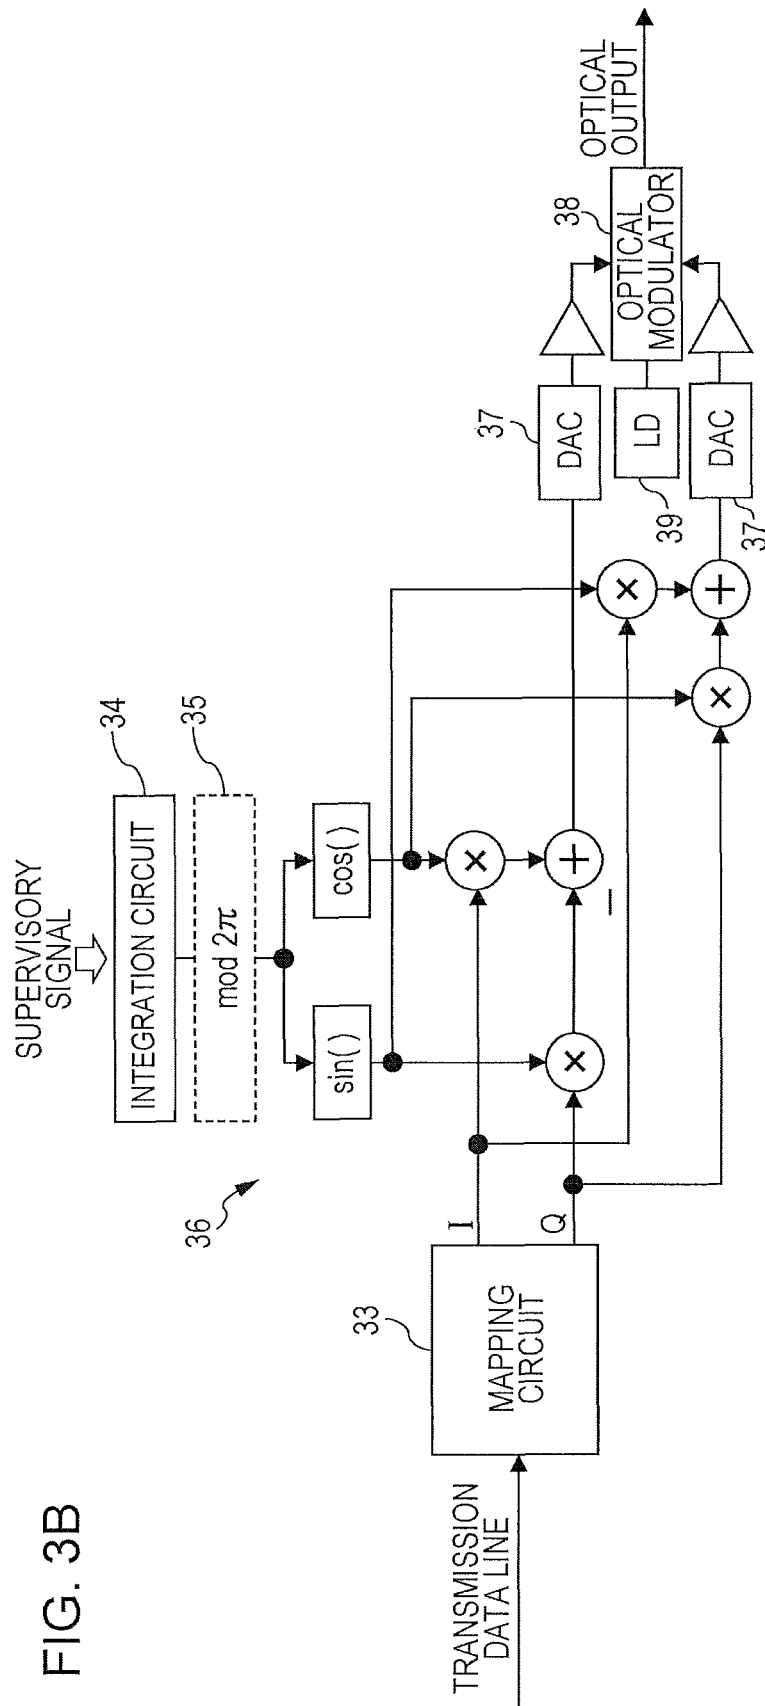 FIG. 3B
SUPERVISORY
SIGNAL
INTEGRATION CIRCUIT
34
mod 2π
35
36
sin( )
cos( )
TRANSMISSION
DATA LINE
33
MAPPING
CIRCUIT
I
Q
×
×
+
−
×
×
+
37
DAC
39
LD
37
DAC
38
OPTICAL
MODULATOR
OPTICAL
OUTPUT